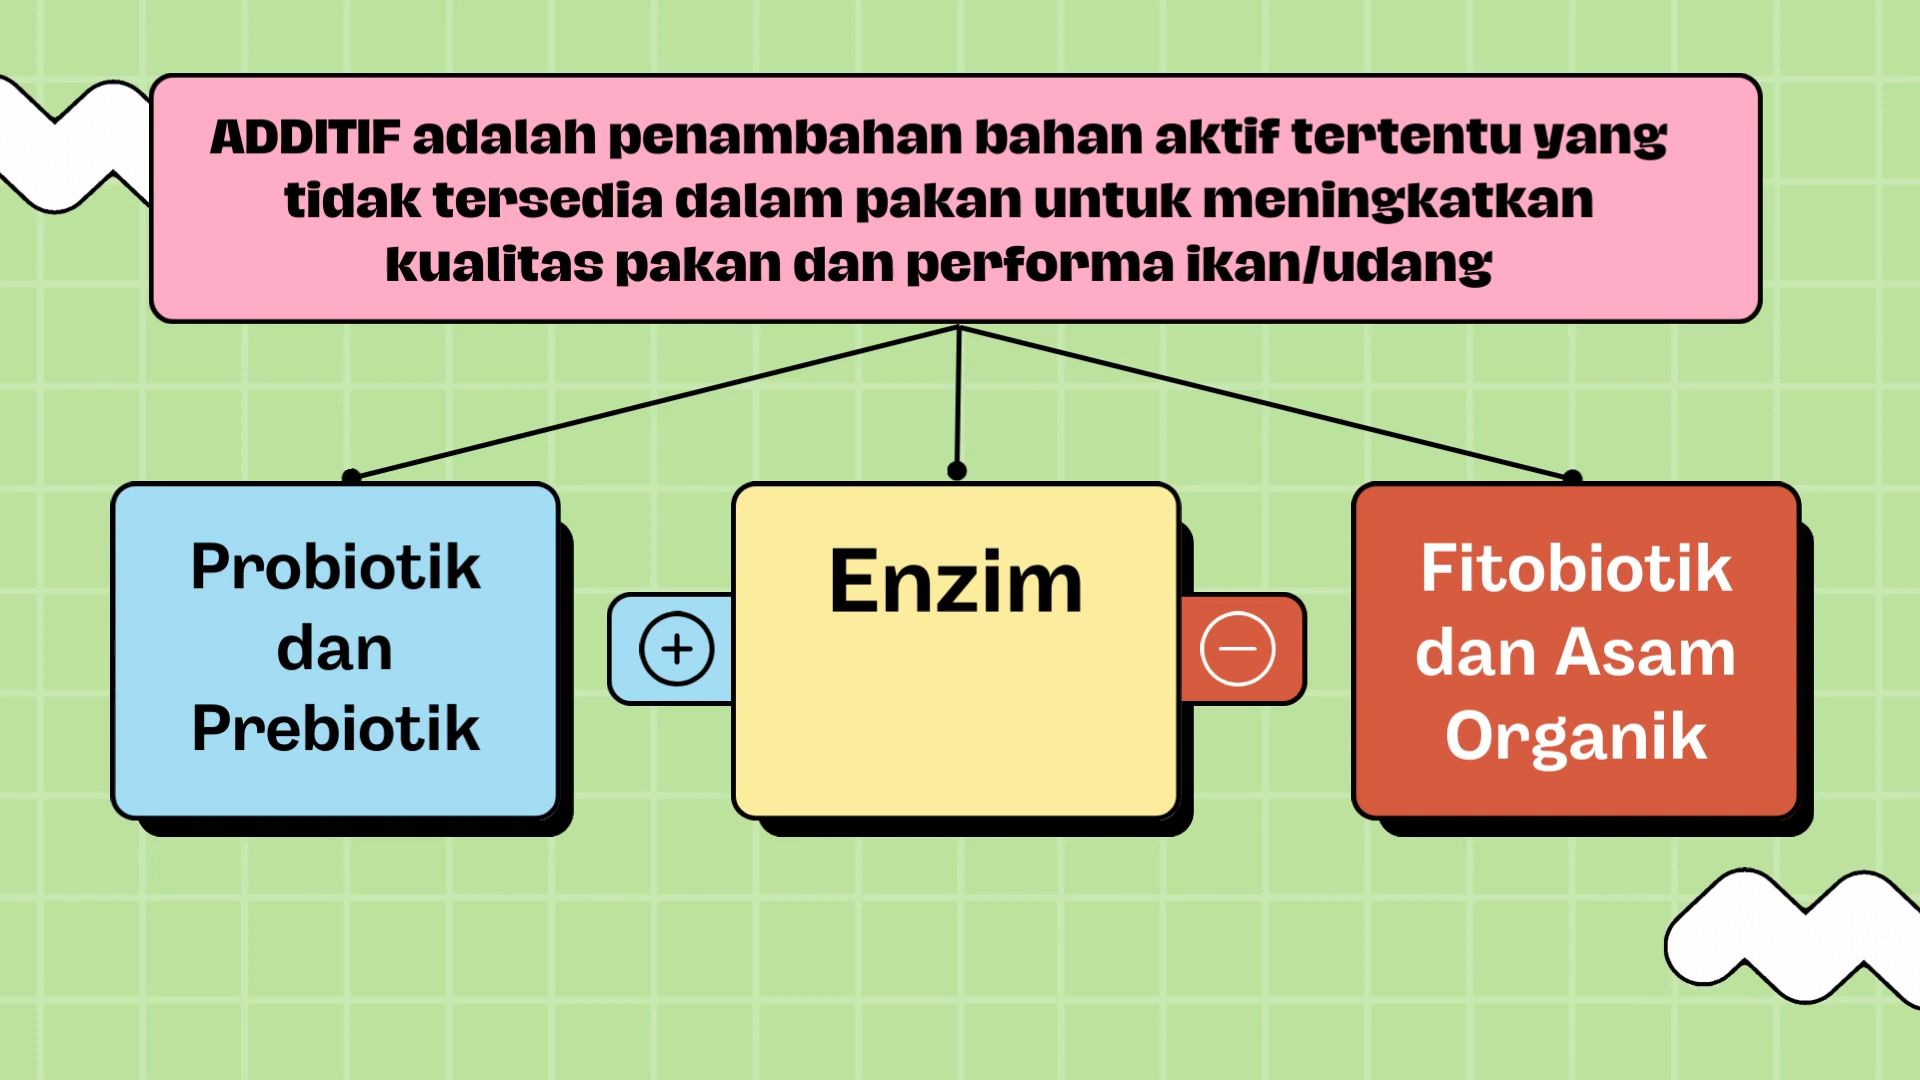 ADDITIF adalah penambahan bahan aktif tertentu yang
tidak tersedia dalam pakan untuk meningkatkan
kualitas pakan dan performa ikan/udang
Probiotik
dan
Prebiotik
Enzim
Fitobiotik
dan Asam
Organik